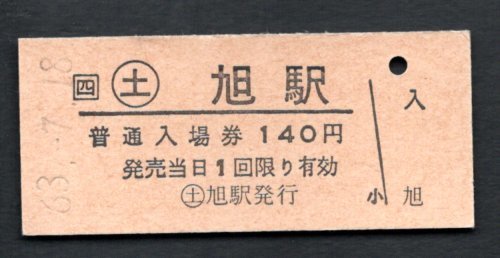 63.-7.18
四 土 旭駅
普通入場券 140円
発売当日1回限り有効
土旭駅発行
入
小 旭